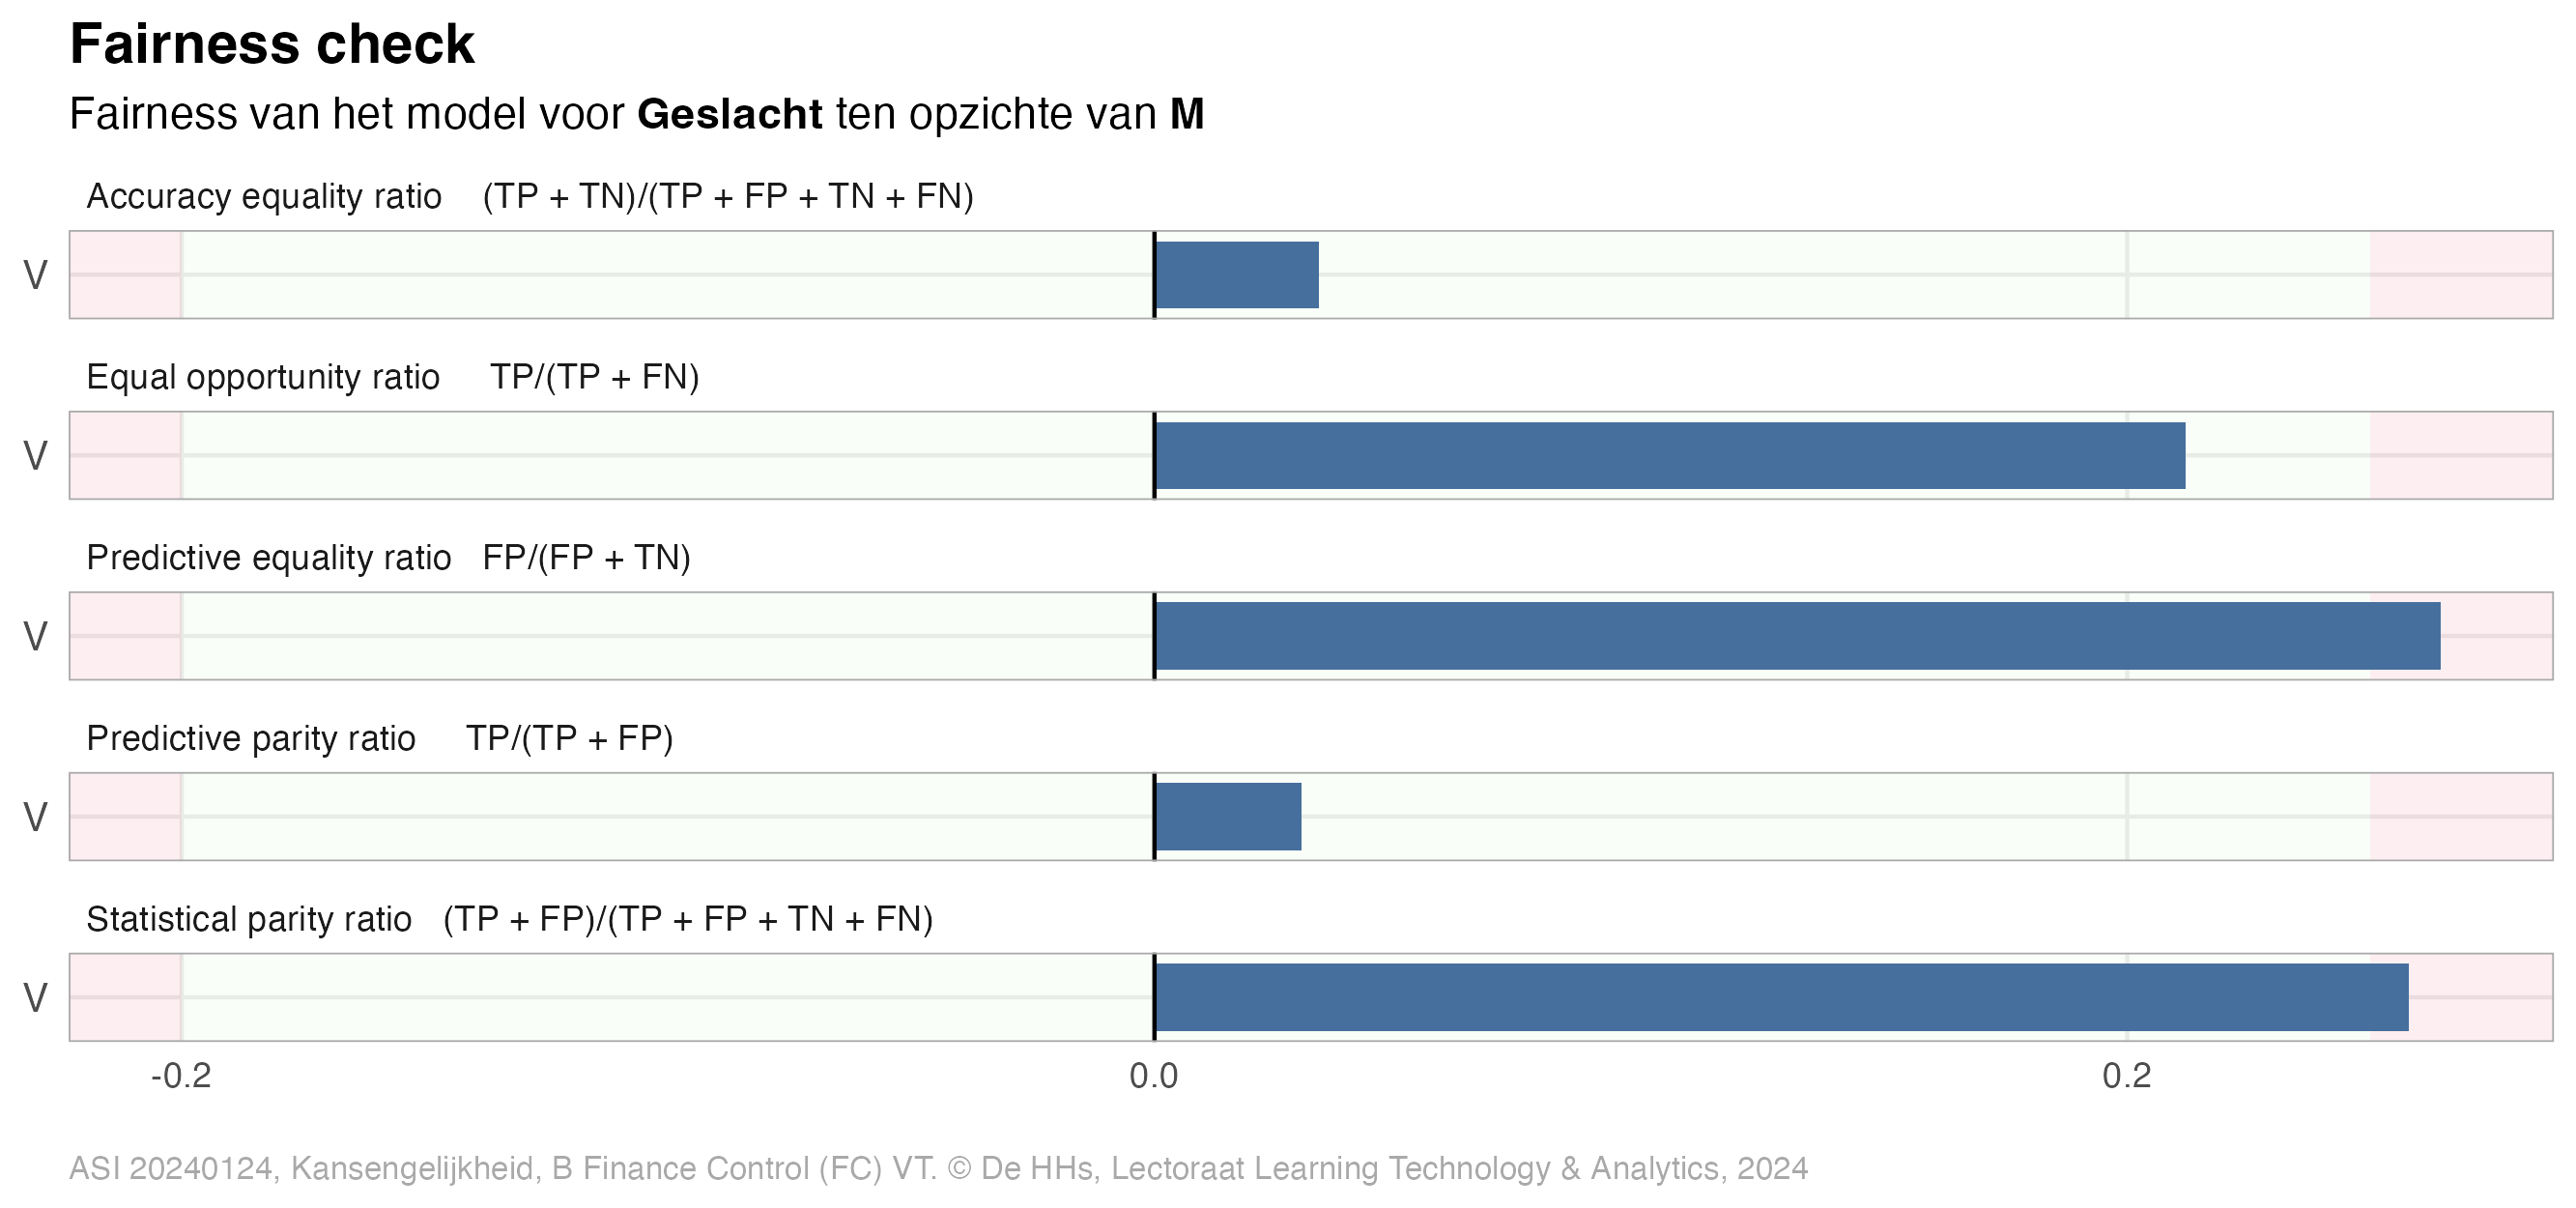 Fairness check
Fairness van het model voor Geslacht ten opzichte van M
Accuracy equality ratio (TP + TN)/(TP + FP + TN + FN)
V
Equal opportunity ratio TP/(TP + FN)
V
Predictive equality ratio FP/(FP + TN)
V
Predictive parity ratio TP/(TP + FP)
V
Statistical parity ratio (TP + FP)/(TP + FP + TN + FN)
V
-0.2 0.0 0.2
ASI 20240124, Kansengelijkheid, B Finance Control (FC) VT. © De HHs, Lectoraat Learning Technology & Analytics, 2024